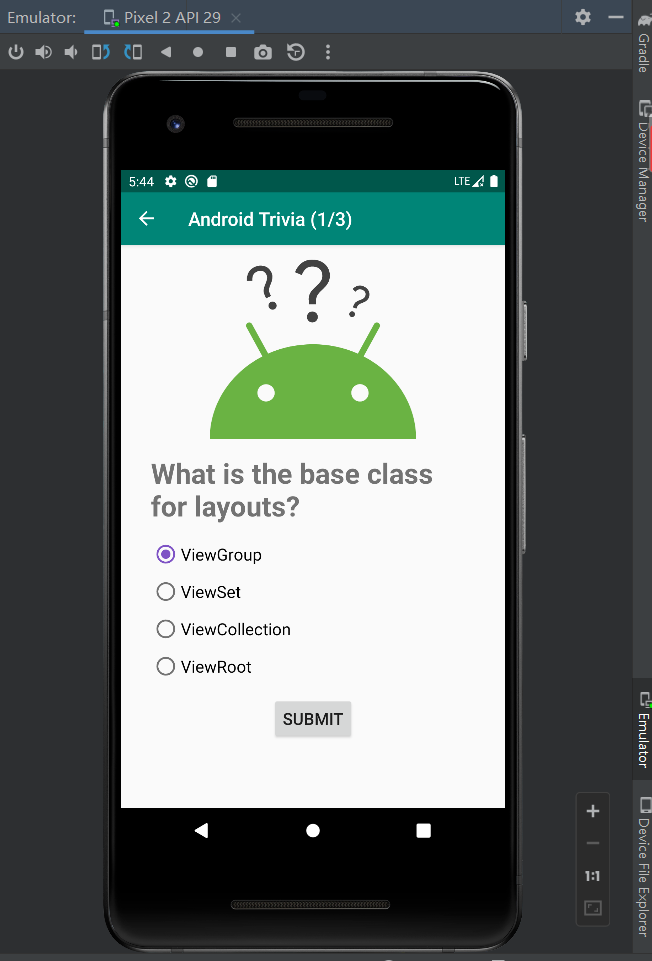 Emulator:
Pixel 2 API 29
Gradle
Device Manager
5:44
LTE
Android Trivia (1/3)
? ? ?
What is the base class
for layouts?
ViewGroup
ViewSet
ViewCollection
ViewRoot
SUBMIT
Emulator
1:1
Device File Explorer